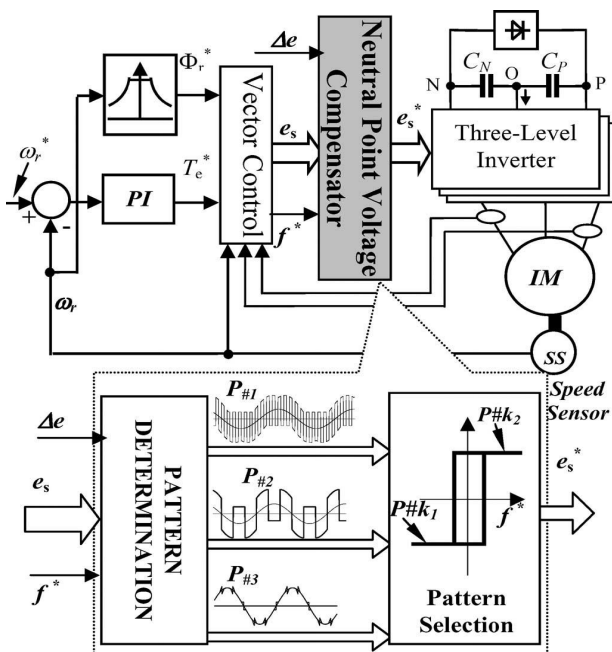 Φr*
Δe
Neutral Point Voltage
Compensator
CN
CP
N
O
P
ωr*
+
-
PI
Te*
Vector Control
es
f*
es*
Three-Level
Inverter
IM
ωr
SS
Speed
Sensor
Δe
es
f*
PATTERN
DETERMINATION
P#1
P#2
P#3
P#k2
P#k1
f*
Pattern
Selection
es*